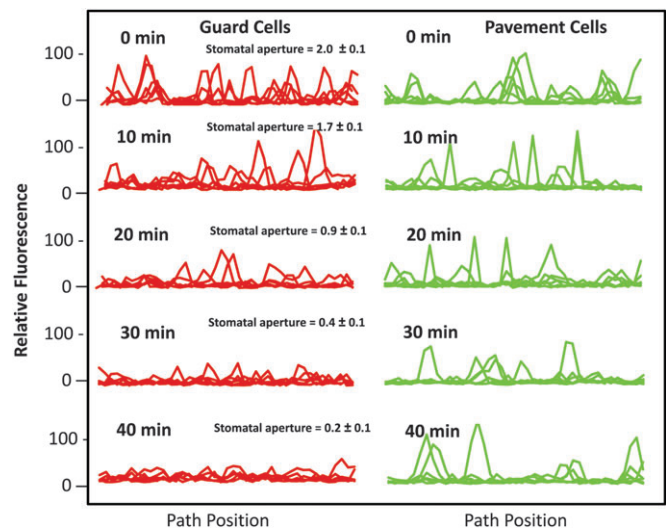 Guard Cells
Pavement Cells
Relative Fluorescence
0 min
Stomatal aperture = 2.0 ± 0.1
0 min
100 -
0 -
10 min
Stomatal aperture = 1.7 ± 0.1
10 min
100 -
0 -
20 min
Stomatal aperture = 0.9 ± 0.1
20 min
100 -
0 -
30 min
Stomatal aperture = 0.4 ± 0.1
30 min
100 -
0 -
40 min
Stomatal aperture = 0.2 ± 0.1
40 min
100 -
0 -
Path Position
Path Position